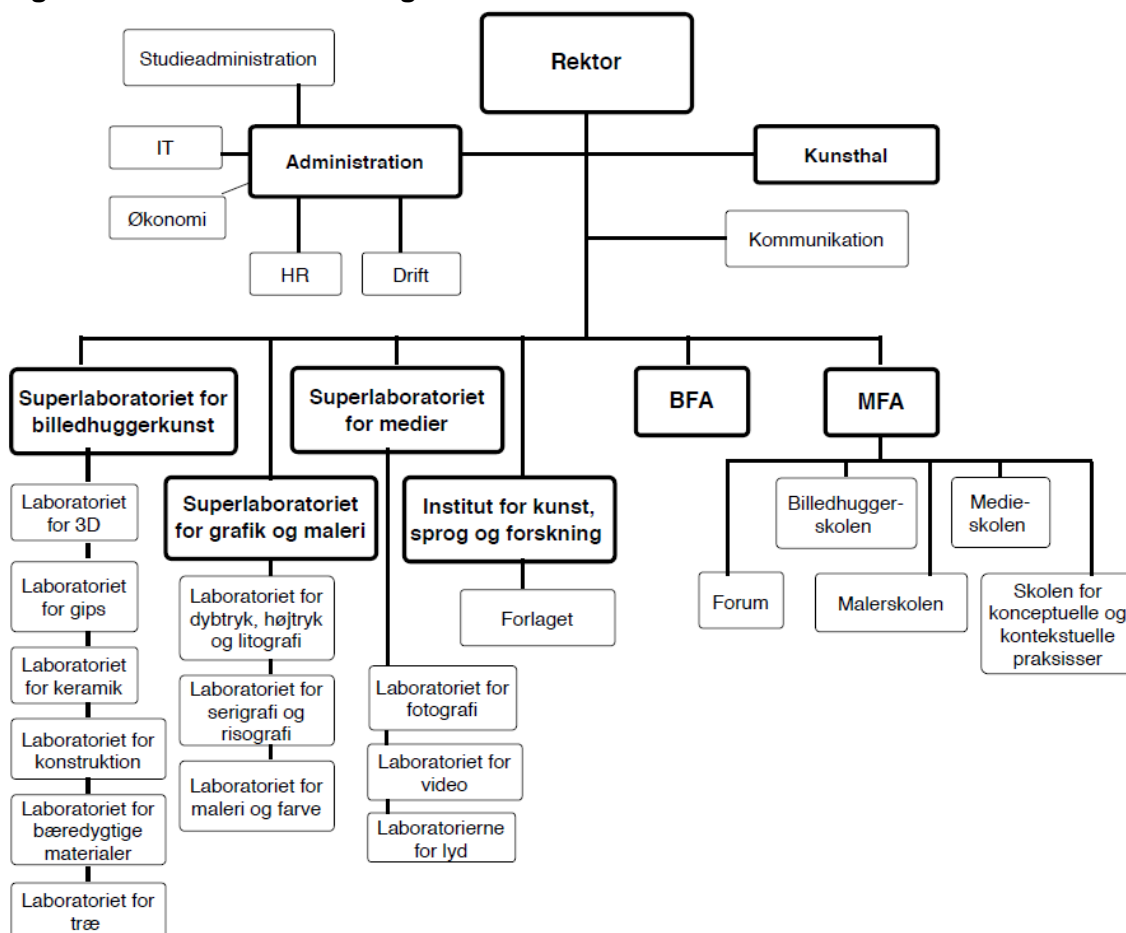 Studieadministration
Rektor
IT
Administration
Kunsthal
Økonomi
Kommunikation
HR
Drift
Superlaboratoriet for
billedhuggerkunst
Superlaboratoriet
for medier
BFA
MFA
Laboratoriet
for 3D
Superlaboratoriet
for grafik og maleri
Institut for kunst,
sprog og forskning
Billedhugger-
skolen
Medie-
skolen
Laboratoriet
for gips
Laboratoriet for
dybtryk, højtryk
og litografi
Forlaget
Forum
Malerskolen
Skolen for
konceptuelle og
kontekstuelle
praksisser
Laboratoriet
for keramik
Laboratoriet for
serigrafi og
risografi
Laboratoriet for
fotografi
Laboratoriet for
konstruktion
Laboratoriet for
maleri og farve
Laboratoriet for
video
Laboratoriet for
bæredygtige
materialer
Laboratorierne
for lyd
Laboratoriet for
træ